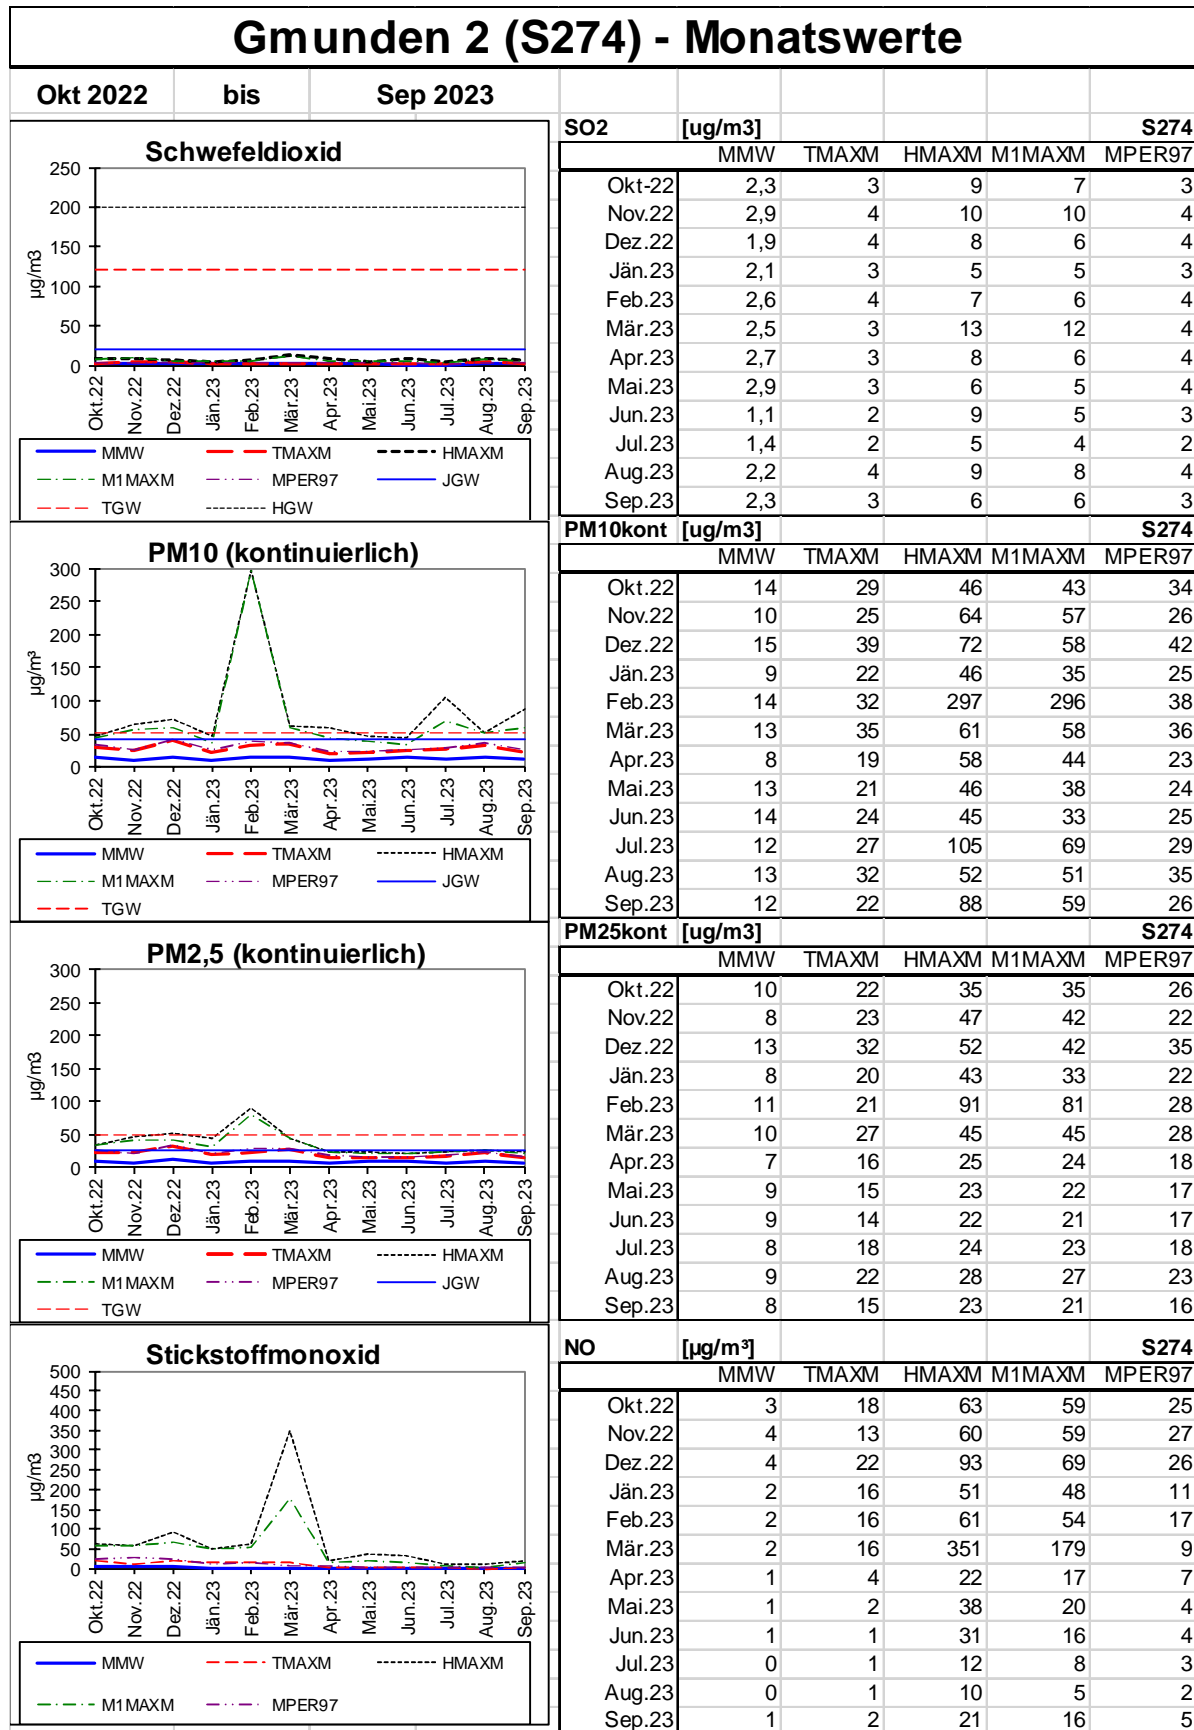 Gmunden 2 (S274) - Monatswerte
Okt 2022 bis Sep 2023
Schwefeldioxid
250
200
150
100
50
0
µg/m3
Okt.22 Nov.22 Dez.22 Jän.23 Feb.23 Mär.23 Apr.23 Mai.23 Jun.23 Jul.23 Aug.23 Sep.23
MMW TMAXM HMAXM
M1MAXM MPER97 JGW
TGW HGW
SO2 [ug/m3] S274
MMW TMAXM HMAXM M1MAXM MPER97
Okt-22 2,3 3 9 7 3
Nov.22 2,9 4 10 10 4
Dez.22 1,9 4 8 6 4
Jän.23 2,1 3 5 5 3
Feb.23 2,6 4 7 6 4
Mär.23 2,5 3 13 12 4
Apr.23 2,7 3 8 6 4
Mai.23 2,9 3 6 5 4
Jun.23 1,1 2 9 5 3
Jul.23 1,4 2 5 4 2
Aug.23 2,2 4 9 8 4
Sep.23 2,3 3 6 6 3
PM10 (kontinuierlich)
300
250
200
150
100
50
0
µg/m³
Okt.22 Nov.22 Dez.22 Jän.23 Feb.23 Mär.23 Apr.23 Mai.23 Jun.23 Jul.23 Aug.23 Sep.23
MMW TMAXM HMAXM
M1MAXM MPER97 JGW
TGW
PM10kont [ug/m3] S274
MMW TMAXM HMAXM M1MAXM MPER97
Okt.22 14 29 46 43 34
Nov.22 10 25 64 57 26
Dez.22 15 39 72 58 42
Jän.23 9 22 46 35 25
Feb.23 14 32 297 296 38
Mär.23 13 35 61 58 36
Apr.23 8 19 58 44 23
Mai.23 13 21 46 38 24
Jun.23 14 24 45 33 25
Jul.23 12 27 105 69 29
Aug.23 13 32 52 51 35
Sep.23 12 22 88 59 26
PM2,5 (kontinuierlich)
300
250
200
150
100
50
0
µg/m3
Okt.22 Nov.22 Dez.22 Jän.23 Feb.23 Mär.23 Apr.23 Mai.23 Jun.23 Jul.23 Aug.23 Sep.23
MMW TMAXM HMAXM
M1MAXM MPER97 JGW
TGW
PM25kont [ug/m3] S274
MMW TMAXM HMAXM M1MAXM MPER97
Okt.22 10 22 35 35 26
Nov.22 8 23 47 42 22
Dez.22 13 32 52 42 35
Jän.23 8 20 43 33 22
Feb.23 11 21 91 81 28
Mär.23 10 27 45 45 28
Apr.23 7 16 25 24 18
Mai.23 9 15 23 22 17
Jun.23 9 14 22 21 17
Jul.23 8 18 24 23 18
Aug.23 9 22 28 27 23
Sep.23 8 15 23 21 16
Stickstoffmonoxid
500
450
400
350
300
250
200
150
100
50
0
µg/m3
Okt.22 Nov.22 Dez.22 Jän.23 Feb.23 Mär.23 Apr.23 Mai.23 Jun.23 Jul.23 Aug.23 Sep.23
MMW TMAXM HMAXM
M1MAXM MPER97
NO [µg/m³] S274
MMW TMAXM HMAXM M1MAXM MPER97
Okt.22 3 18 63 59 25
Nov.22 4 13 60 59 27
Dez.22 4 22 93 69 26
Jän.23 2 16 51 48 11
Feb.23 2 16 61 54 17
Mär.23 2 16 351 179 9
Apr.23 1 4 22 17 7
Mai.23 1 2 38 20 4
Jun.23 1 1 31 16 4
Jul.23 0 1 12 8 3
Aug.23 0 1 10 5 2
Sep.23 1 2 21 16 5